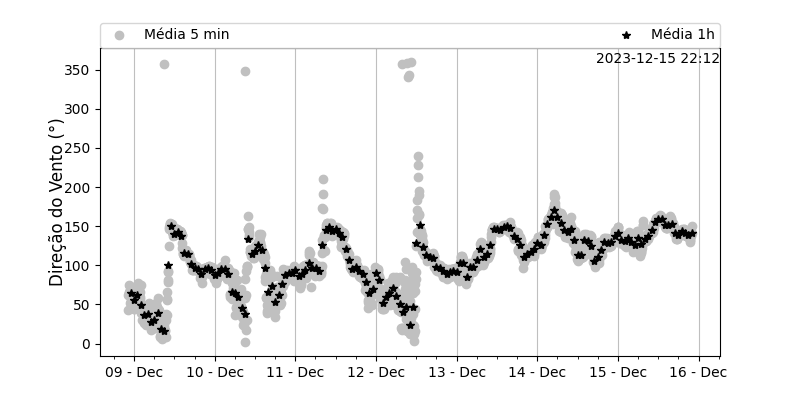 Média 5 min
Média 1h
2023-12-15 22:12
Direção do Vento (°)
350
300
250
200
150
100
50
0
09 - Dec
10 - Dec
11 - Dec
12 - Dec
13 - Dec
14 - Dec
15 - Dec
16 - Dec